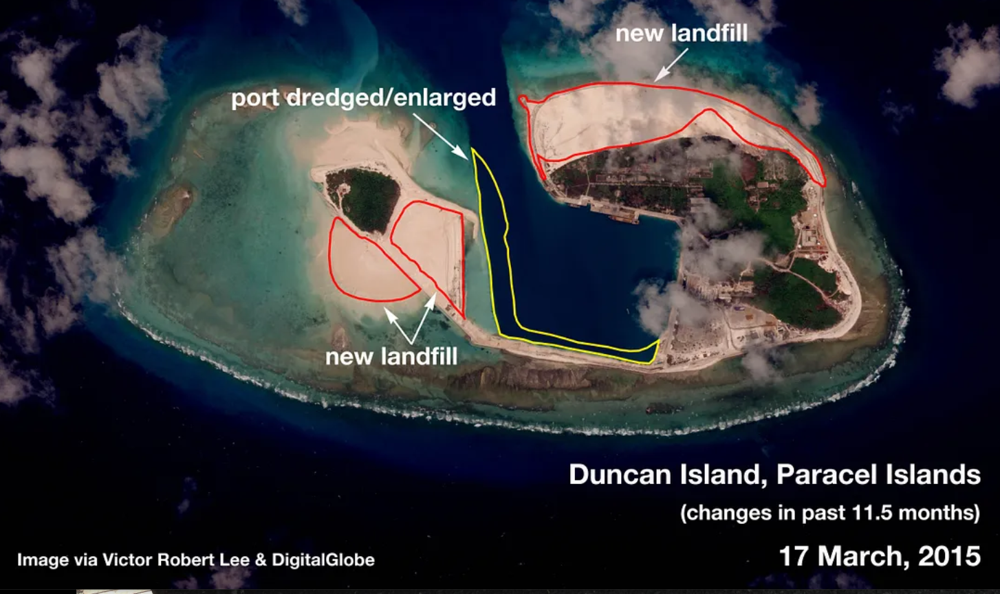 new landfill
port dredged/enlarged
new landfill
Duncan Island, Paracel Islands
(changes in past 11.5 months)
17 March, 2015
Image via Victor Robert Lee & DigitalGlobe